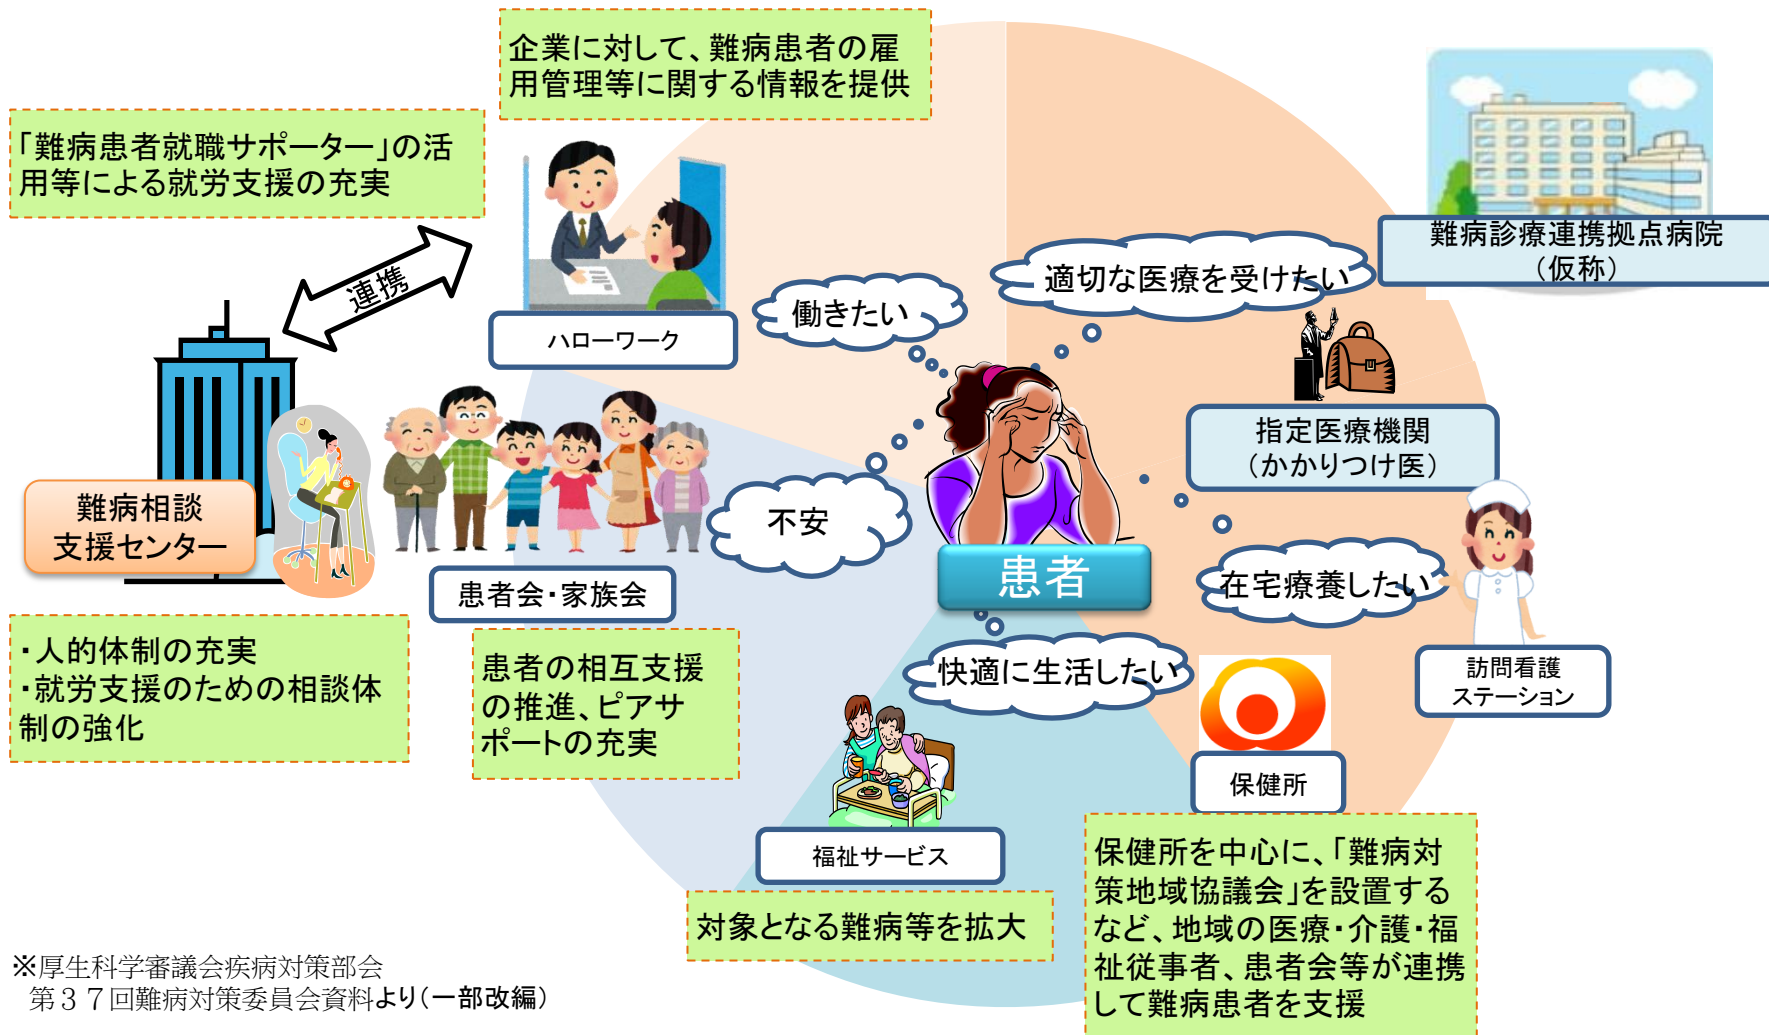 企業に対して、難病患者の雇
用管理等に関する情報を提供
「難病患者就職サポーター」の活
用等による就労支援の充実
連携
ハローワーク
働きたい
適切な医療を受けたい
難病診療連携拠点病院
（仮称）
指定医療機関
（かかりつけ医）
難病相談
支援センター
患者会・家族会
不安
患者
在宅療養したい
訪問看護
ステーション
・人的体制の充実
・就労支援のための相談体
制の強化
患者の相互支援
の推進、ピアサ
ポートの充実
快適に生活したい
保健所
福祉サービス
対象となる難病等を拡大
保健所を中心に、「難病対
策地域協議会」を設置する
など、地域の医療・介護・福
祉従事者、患者会等が連携
して難病患者を支援
※厚生科学審議会疾病対策部会
第３７回難病対策委員会資料より（一部改編）